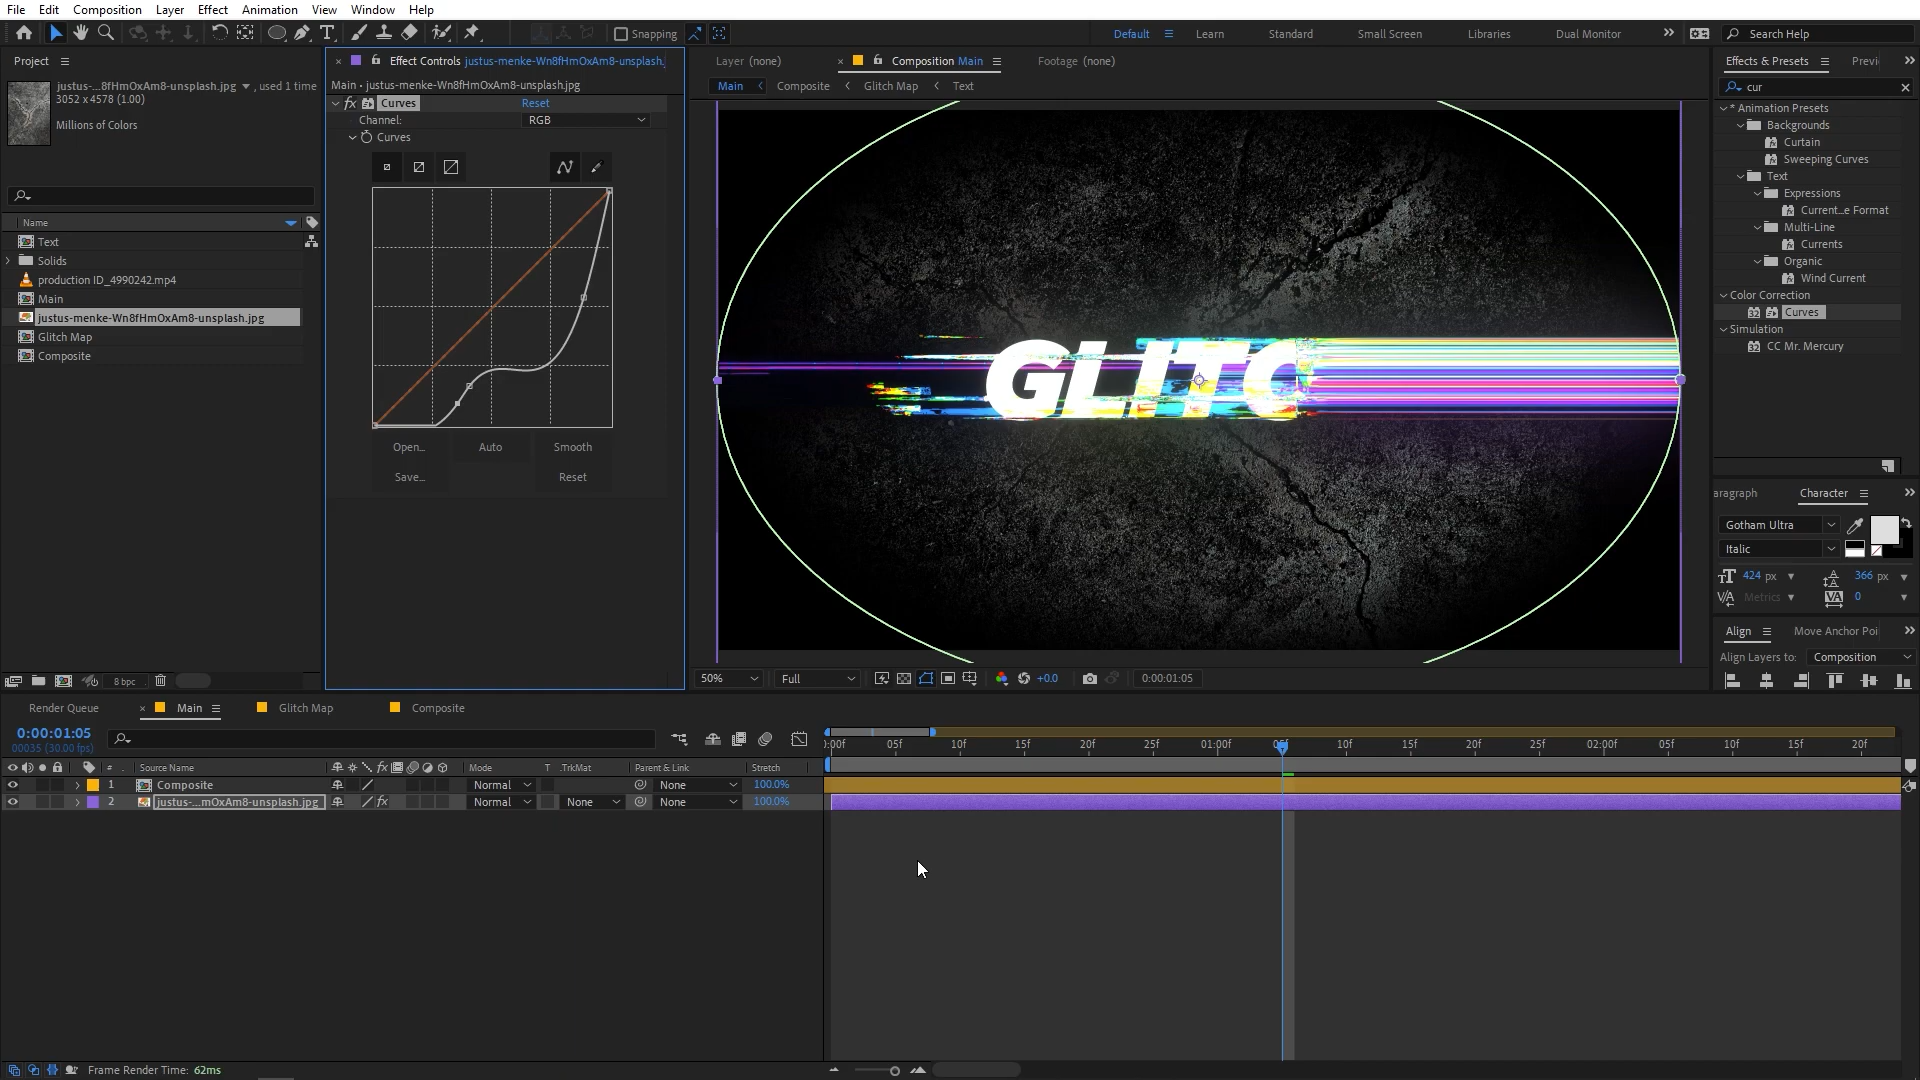 File Edit Composition Layer Effect Animation View Window Help
Snapping
Default Learn Standard Small Screen Libraries Dual Monitor
Search Help
Project
justus-...8fHmOxAm8-unsplash.jpg , used 1 time
3052 x 4578 (1.00)
Millions of Colors
Name
Text
Solids
production ID_4990242.mp4
Main
justus-menke-Wn8fHmOxAm8-unsplash.jpg
Glitch Map
Composite
8 bpc
Effect Controls justus-menke-Wn8fHmOxAm8-unsplash.
Main • justus-menke-Wn8fHmOxAm8-unsplash.jpg
fx Curves Reset
Channel: RGB
Curves
Open... Auto Smooth
Save... Reset
Layer (none) Composition Main Footage (none)
Main Composite Glitch Map Text
GLITC
50% Full +0.0 0:00:01:05
Effects & Presets Previ
cur
* Animation Presets
Backgrounds
Curtain
Sweeping Curves
Text
Expressions
Current...e Format
Multi-Line
Currents
Organic
Wind Current
Color Correction
32 Curves
Simulation
32 CC Mr. Mercury
aragraph Character
Gotham Ultra
Italic
424 px 366 px
Metrics 0
Align Move Anchor Poi
Align Layers to: Composition
Render Queue Main Glitch Map Composite
0:00:01:05
00035 (30.00 fps)
# Source Name fx Mode T .TrkMat Parent & Link Stretch
1 Composite Normal None 100.0%
2 justus-...mOxAm8-unsplash.jpg fx Normal None None 100.0%
):00f 05f 10f 15f 20f 25f 01:00f 05f 10f 15f 20f 25f 02:00f 05f 10f 15f 20f
Frame Render Time: 62ms